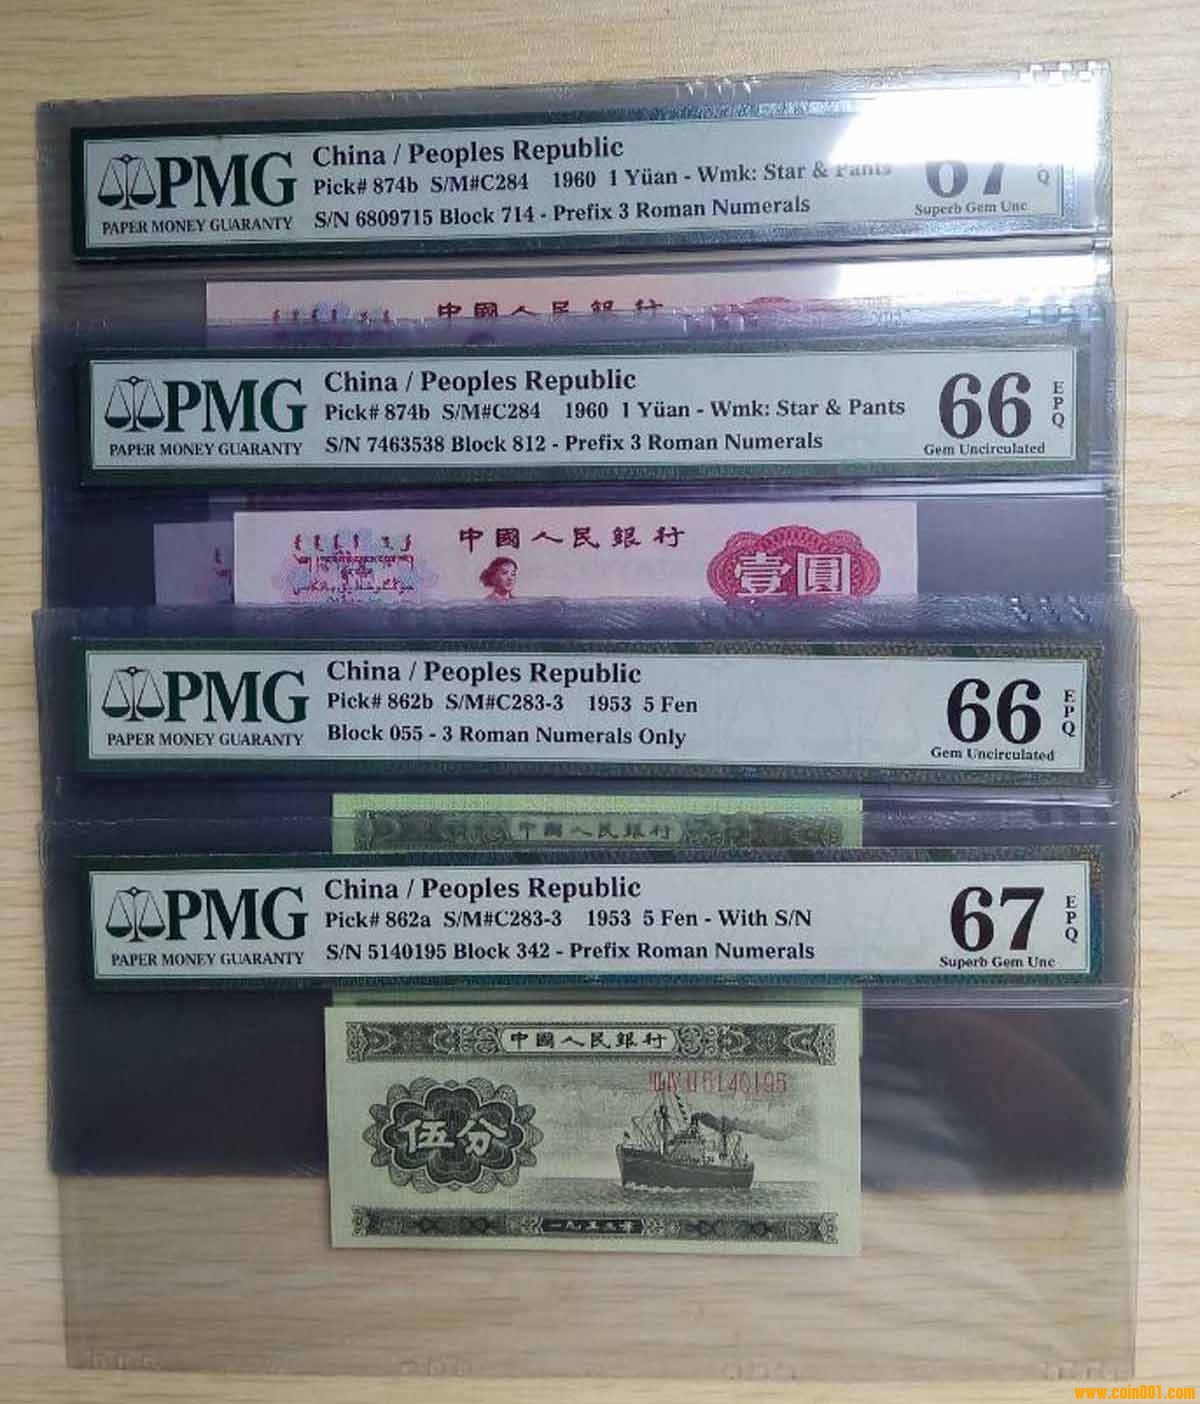 PMG
PAPER MONEY GUARANTY
China / Peoples Republic
Pick# 874b S/M#C284 1960 1 Yüan - Wmk: Star & Pants
S/N 6809715 Block 714 - Prefix 3 Roman Numerals
67
Superb Gem Unc
Q
中國人民銀行
PMG
PAPER MONEY GUARANTY
China / Peoples Republic
Pick# 874b S/M#C284 1960 1 Yüan - Wmk: Star & Pants
S/N 7463538 Block 812 - Prefix 3 Roman Numerals
66
Gem Uncirculated
EPQ
中國人民銀行
壹圓
PMG
PAPER MONEY GUARANTY
China / Peoples Republic
Pick# 862b S/M#C283-3 1953 5 Fen
Block 055 - 3 Roman Numerals Only
66
Gem Uncirculated
EPQ
中國人民銀行
PMG
PAPER MONEY GUARANTY
China / Peoples Republic
Pick# 862a S/M#C283-3 1953 5 Fen - With S/N
S/N 5140195 Block 342 - Prefix Roman Numerals
67
Superb Gem Unc
EPQ
中國人民銀行
5140195
伍分
一九五三年
www.coin001.com